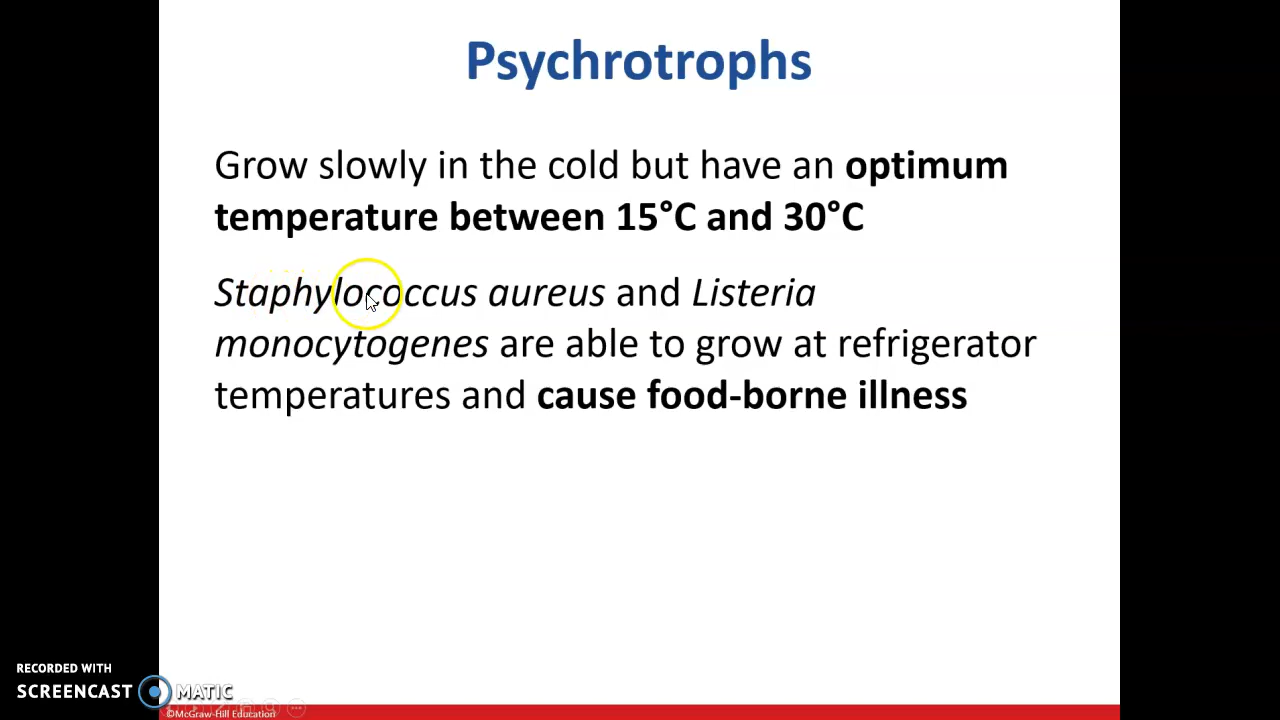 Psychrotrophs
Grow slowly in the cold but have an optimum
temperature between 15°C and 30°C
Staphylococcus aureus and Listeria
monocytogenes are able to grow at refrigerator
temperatures and cause food-borne illness
RECORDED WITH
SCREENCAST MATIC
©McGraw-Hill Education